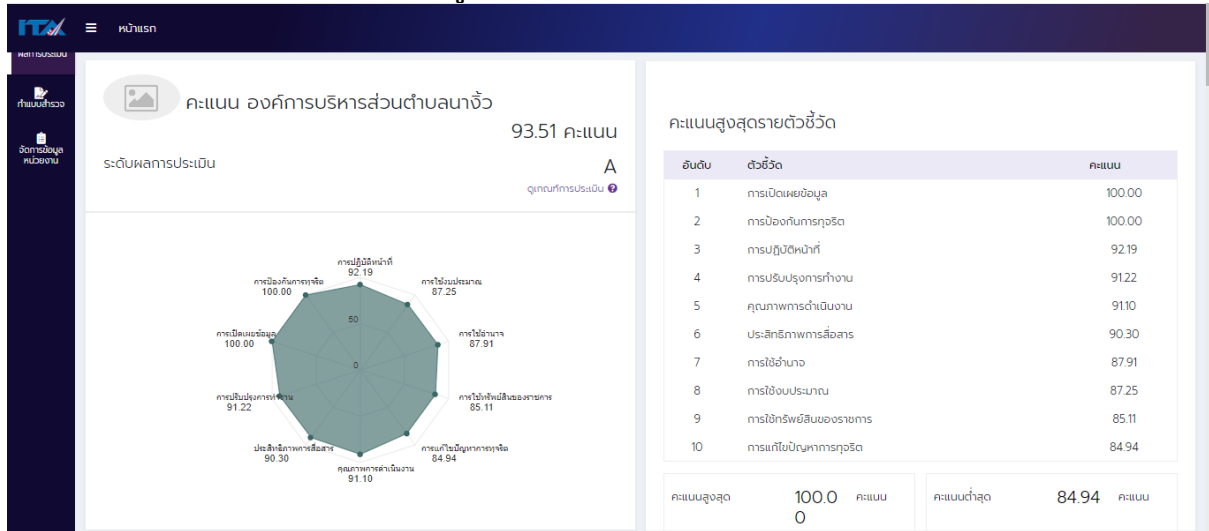 ITA
หน้าแรก
ผลการประเมิน
ทำแบบสำรวจ
จัดการข้อมูล
หน่วยงาน
คะแนน องค์การบริหารส่วนตำบลนางิ้ว
93.51 คะแนน
ระดับผลการประเมิน
A
ดูเกณฑ์การประเมิน ?
การปฏิบัติหน้าที่
92.19
การใช้งบประมาณ
87.25
การใช้อำนาจ
87.91
การใช้ทรัพย์สินของราชการ
85.11
การแก้ไขปัญหาการทุจริต
84.94
คุณภาพการดำเนินงาน
91.10
ประสิทธิภาพการสื่อสาร
90.30
การปรับปรุงการทำงาน
91.22
การเปิดเผยข้อมูล
100.00
การป้องกันการทุจริต
100.00
50
0
คะแนนสูงสุดรายตัวชี้วัด
อันดับ ตัวชี้วัด คะแนน
1 การเปิดเผยข้อมูล 100.00
2 การป้องกันการทุจริต 100.00
3 การปฏิบัติหน้าที่ 92.19
4 การปรับปรุงการทำงาน 91.22
5 คุณภาพการดำเนินงาน 91.10
6 ประสิทธิภาพการสื่อสาร 90.30
7 การใช้อำนาจ 87.91
8 การใช้งบประมาณ 87.25
9 การใช้ทรัพย์สินของราชการ 85.11
10 การแก้ไขปัญหาการทุจริต 84.94
คะแนนสูงสุด 100.0 คะแนน
0
คะแนนต่ำสุด 84.94 คะแนน